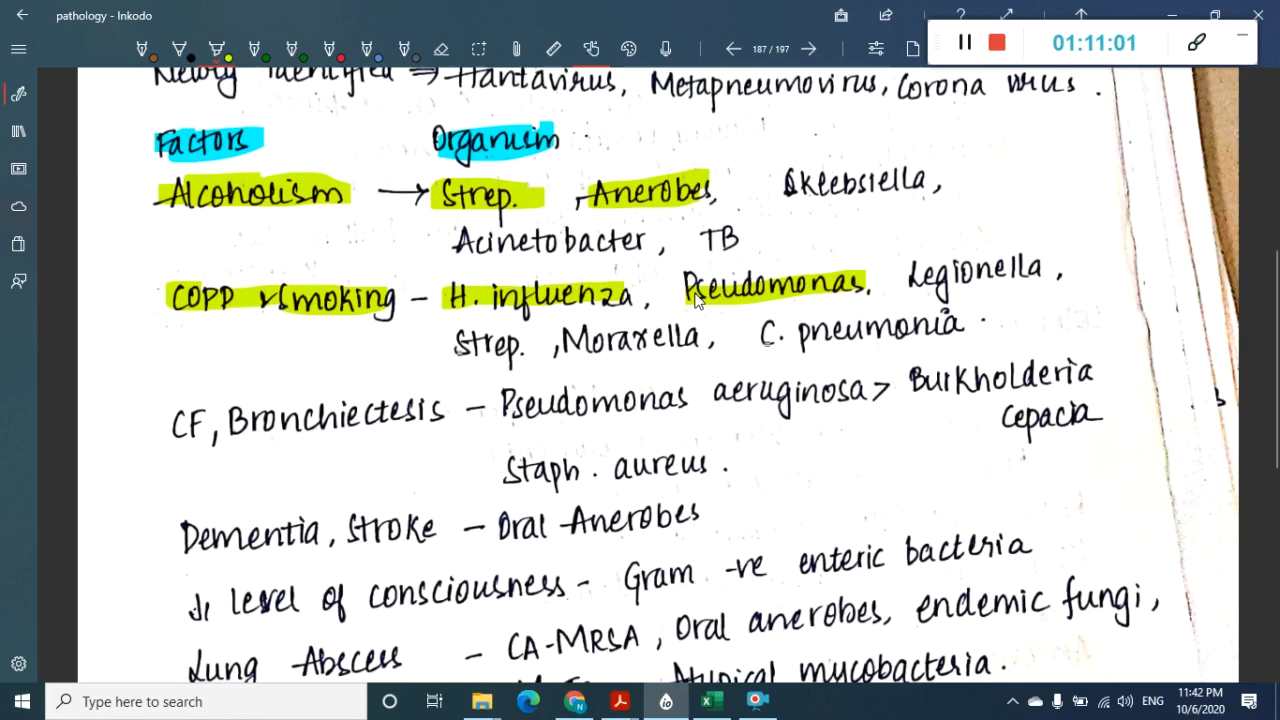 pathology - Inkodo
187 / 197
01:11:01
Newly identified ⇒ Hantavirus, Metapneumovirus, Corona virus.
Factors Organism
Alcoholism → Strep., Anerobes, Skleebsiella,
Acinetobacter, TB
COPD & Smoking - H. influenza, Pseudomonas, Legionella,
Strep., Moraxella, C. pneumonia.
CF, Bronchiectesis - Pseudomonas aeruginosa > Burkholderia
cepacia
Staph. aureus.
Dementia, Stroke - Oral Anerobes
↓ level of consciousness - Gram -ve enteric bacteria
Lung Abscess - CA-MRSA, Oral anerobes, endemic fungi,
Atypical mycobacteria.
Type here to search
ENG
11:42 PM
10/6/2020